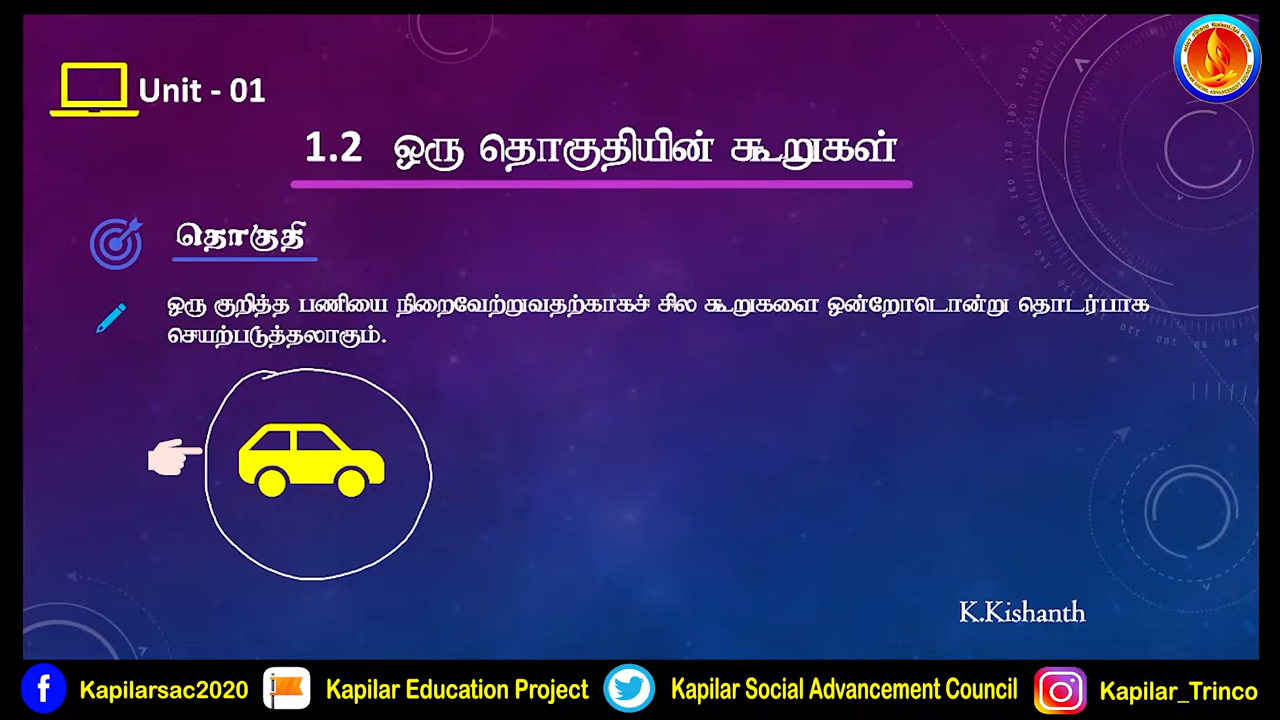 Unit - 01
1.2 ஒரு தொகுதியின் கூறுகள்
தொகுதி
ஒரு குறித்த பணியை நிறைவேற்றுவதற்காகச் சில கூறுகளை ஒன்றோடொன்று தொடர்பாக
செயற்படுத்தலாகும்.
K.Kishanth
Kapilarsac2020 Kapilar Education Project Kapilar Social Advancement Council Kapilar_Trinco